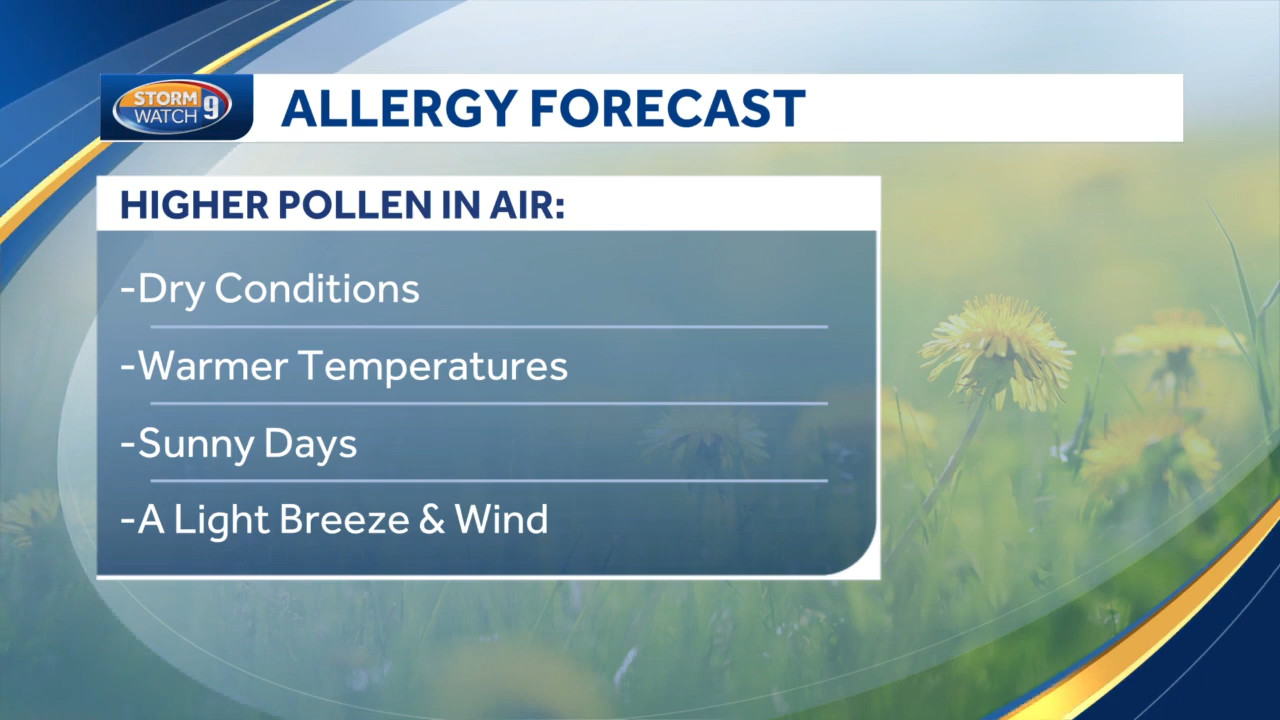 STORM
WATCH 9
ALLERGY FORECAST
HIGHER POLLEN IN AIR:
-Dry Conditions
-Warmer Temperatures
-Sunny Days
-A Light Breeze & Wind